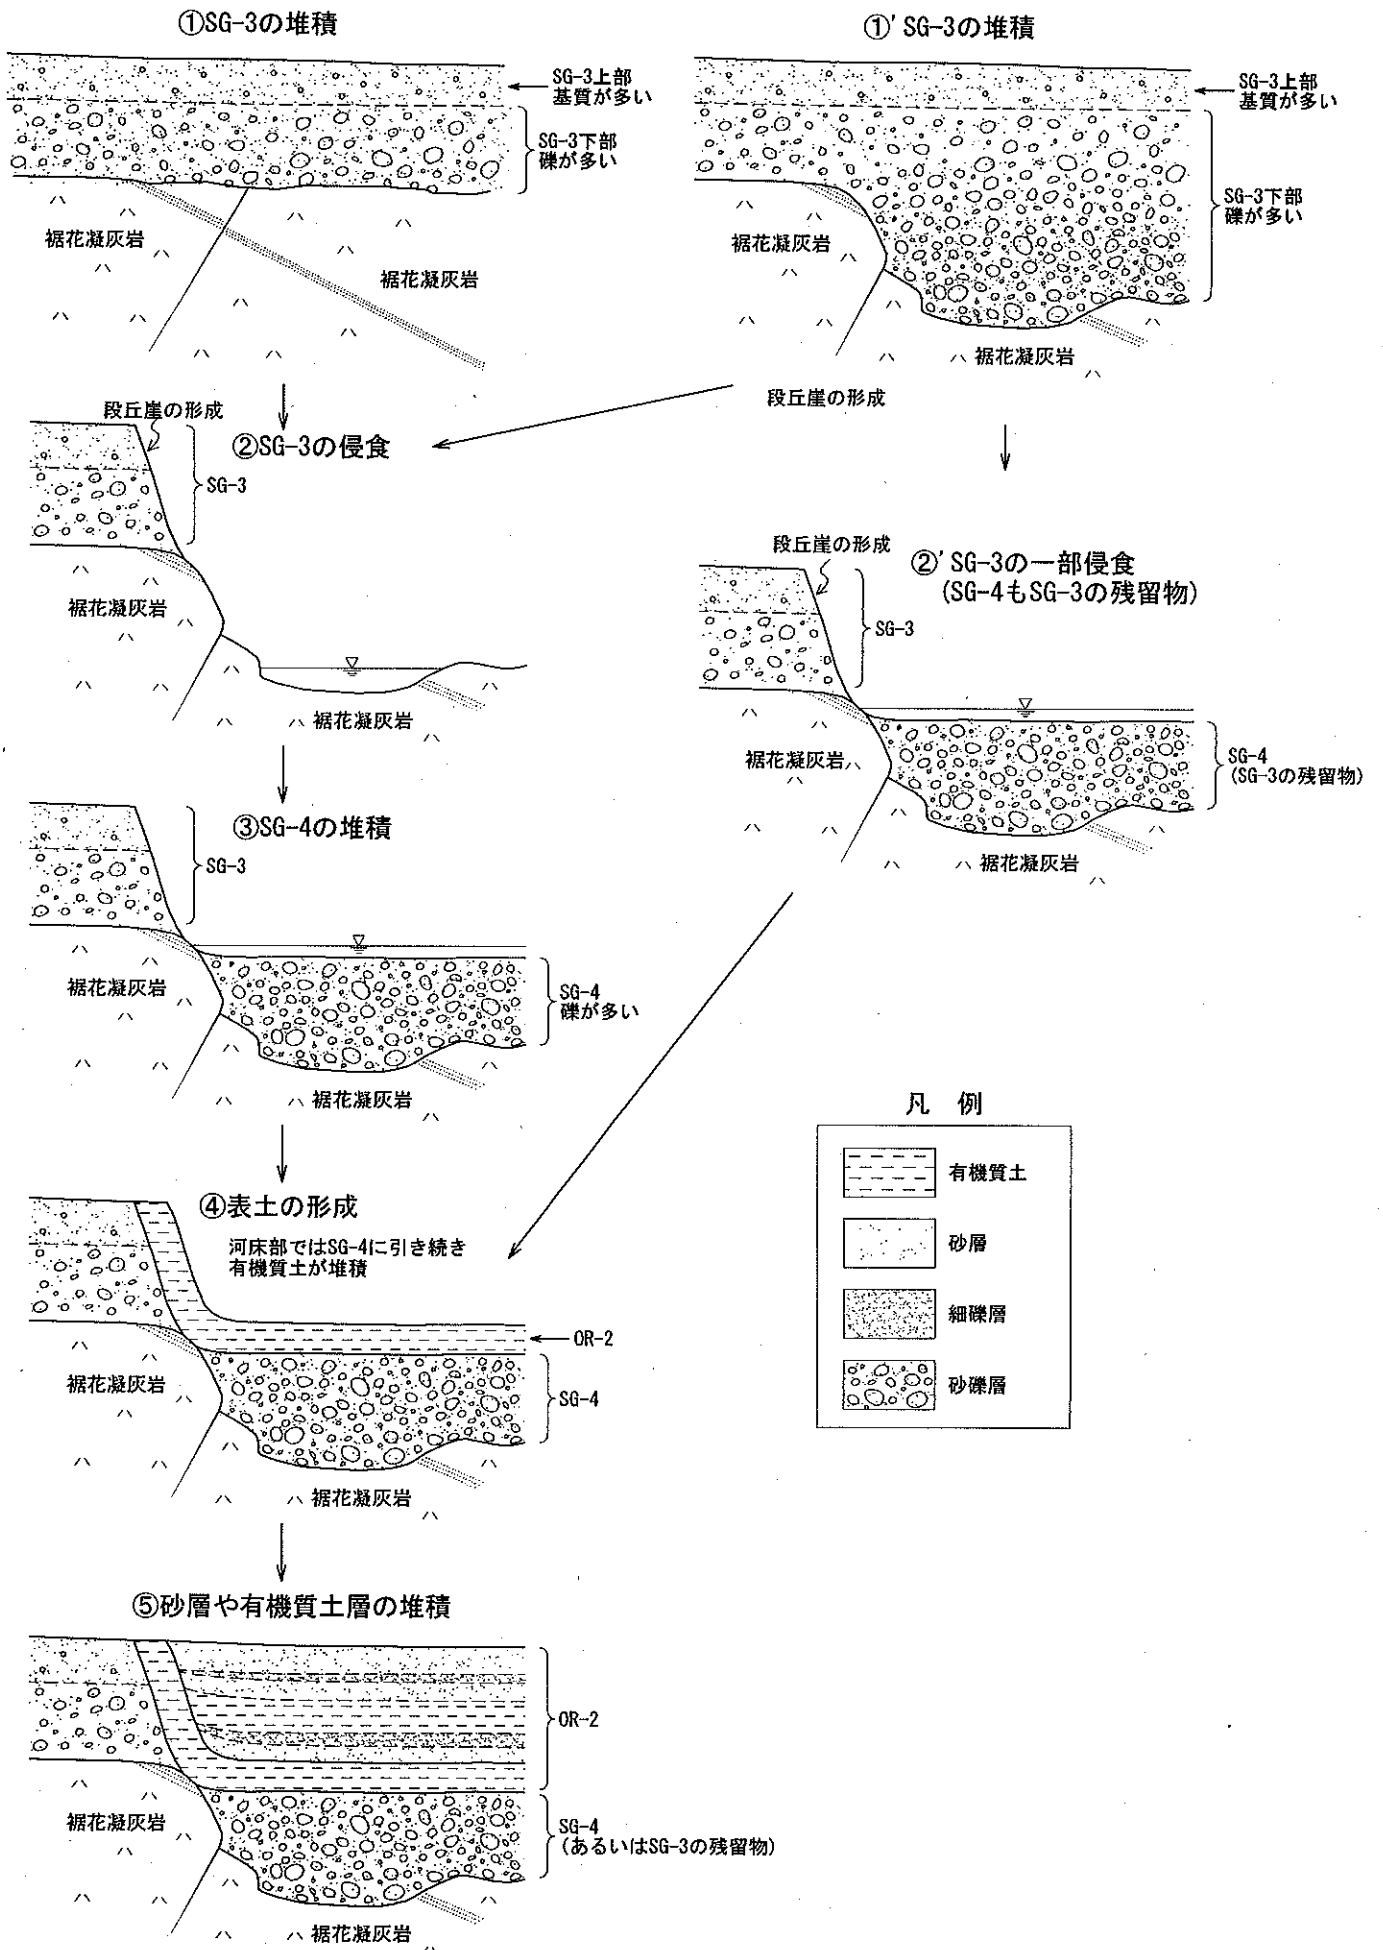 ①SG-3の堆積
SG-3上部
基質が多い
SG-3下部
礫が多い
裾花凝灰岩
裾花凝灰岩
①'SG-3の堆積
SG-3上部
基質が多い
SG-3下部
礫が多い
裾花凝灰岩
裾花凝灰岩
段丘崖の形成
段丘崖の形成
②SG-3の侵食
SG-3
裾花凝灰岩
裾花凝灰岩
段丘崖の形成
②'SG-3の一部侵食
(SG-4もSG-3の残留物)
SG-3
裾花凝灰岩
SG-4
(SG-3の残留物)
裾花凝灰岩
③SG-4の堆積
SG-3
裾花凝灰岩
SG-4
礫が多い
裾花凝灰岩
④表土の形成
河床部ではSG-4に引き続き
有機質土が堆積
OR-2
裾花凝灰岩
SG-4
裾花凝灰岩
凡 例
有機質土
砂層
細礫層
砂礫層
⑤砂層や有機質土層の堆積
OR-2
裾花凝灰岩
SG-4
(あるいはSG-3の残留物)
裾花凝灰岩